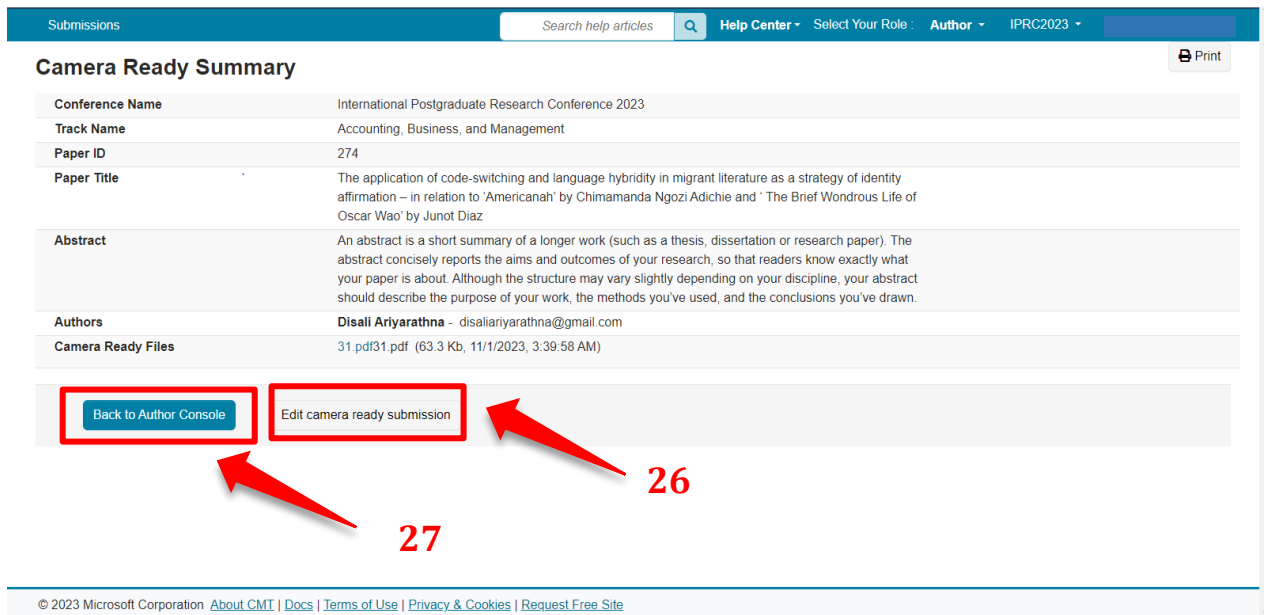 Submissions Search help articles Help Center Select Your Role : Author IPRC2023
Print
Camera Ready Summary
Conference Name International Postgraduate Research Conference 2023
Track Name Accounting, Business, and Management
Paper ID 274
Paper Title The application of code-switching and language hybridity in migrant literature as a strategy of identity
affirmation – in relation to ‘Americanah’ by Chimamanda Ngozi Adichie and ‘ The Brief Wondrous Life of
Oscar Wao’ by Junot Diaz
Abstract An abstract is a short summary of a longer work (such as a thesis, dissertation or research paper). The
abstract concisely reports the aims and outcomes of your research, so that readers know exactly what
your paper is about. Although the structure may vary slightly depending on your discipline, your abstract
should describe the purpose of your work, the methods you’ve used, and the conclusions you’ve drawn.
Authors Disali Ariyarathna - disaliariyarathna@gmail.com
Camera Ready Files 31.pdf31.pdf (63.3 Kb, 11/1/2023, 3:39:58 AM)
Back to Author Console Edit camera ready submission
26
27
© 2023 Microsoft Corporation About CMT | Docs | Terms of Use | Privacy & Cookies | Request Free Site